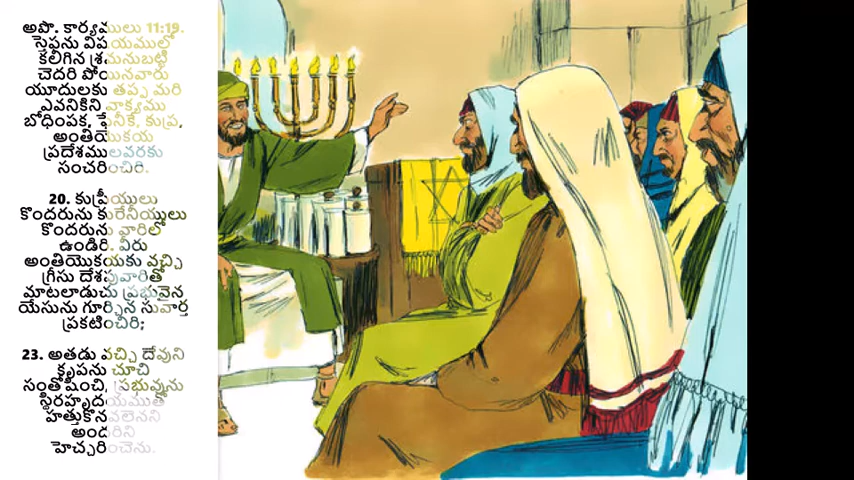 అపొ. కార్యములు 11:19.
స్తెఫను విషయములో
కలిగిన శ్రమనుబట్టి
చెదరి పోయినవారు
యూదులకు తప్ప మరి
ఎవనికిని వాక్యము
బోధింపక, ఫేనీకే, కుప్ర,
అంతియొకయ
ప్రదేశములవరకు
సంచరించిరి.
20. కుప్రీయులు
కొందరును కురేనీయ్యులు
కొందరును వారిలో
ఉండిరి. వీరు
అంతియొకయకు వచ్చి
గ్రీసు దేశపువారితో
మాటలాడుచు ప్రభువైన
యేసును గూర్చిన సువార్త
ప్రకటించిరి;
23. అతడు వచ్చి దేవుని
కృపను చూచి
సంతోషించి, ప్రభువును
స్థిరహృదయముతో
హత్తుకొనవలెనని
అందరిని
హెచ్చరించెను.